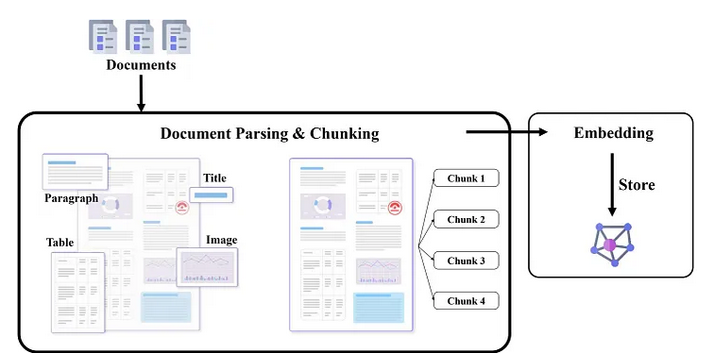 Documents
Document Parsing & Chunking
Embedding
Store
Paragraph
Title
Table
Image
Chunk 1
Chunk 2
Chunk 3
Chunk 4